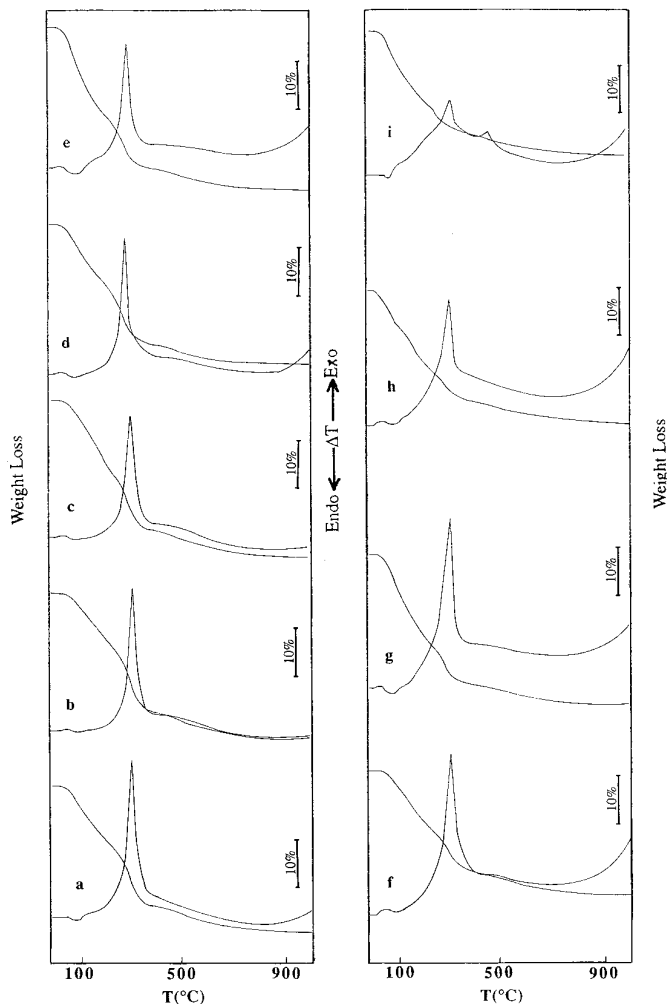 10%
e
10%
d
10%
c
10%
b
10%
a
Weight Loss
100 500 900
T(°C)
Endo ΔT Exo
10%
i
10%
h
10%
g
10%
f
Weight Loss
100 500 900
T(°C)